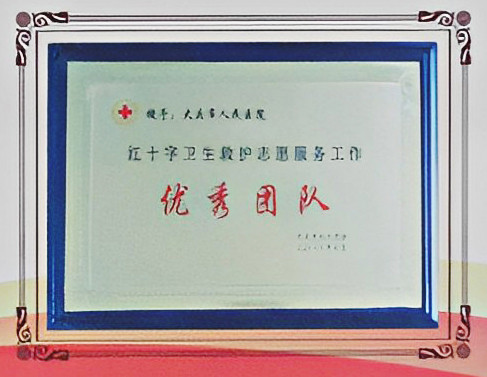 授予：大兵市人民医院
红十字卫生救护志愿服务工作
优秀团队